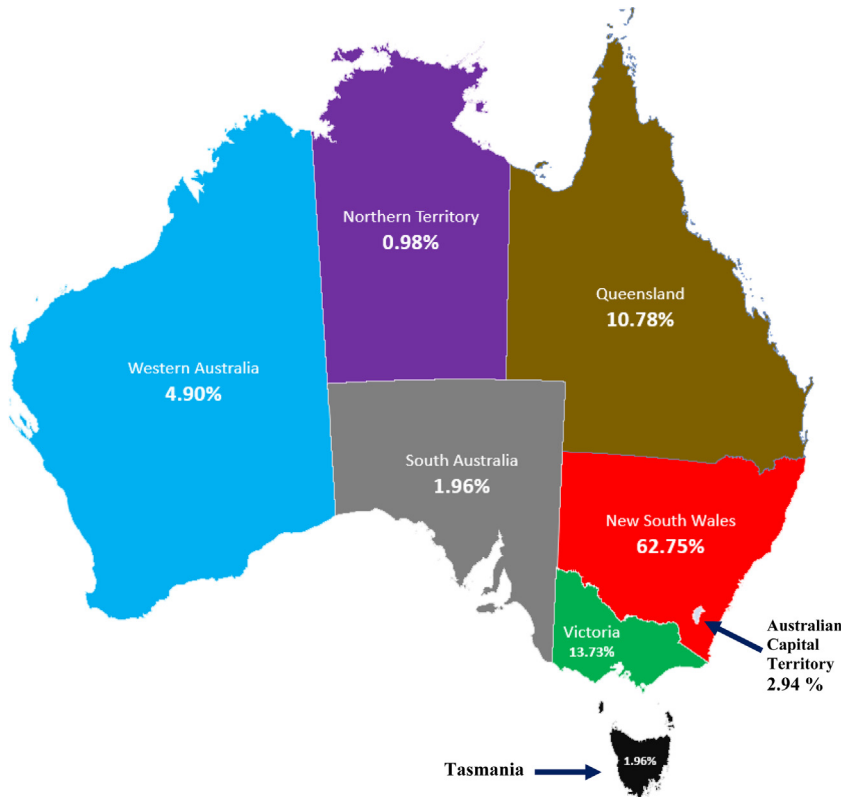 Northern Territory
0.98%
Queensland
10.78%
Western Australia
4.90%
South Australia
1.96%
New South Wales
62.75%
Victoria
13.73%
Australian
Capital
Territory
2.94 %
Tasmania
1.96%